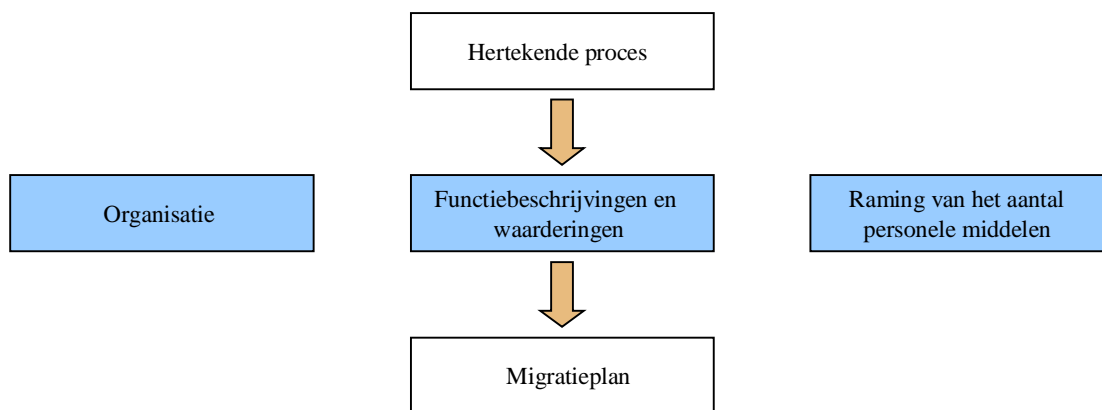 Hertekende proces
Organisatie
Functiebeschrijvingen en
waarderingen
Raming van het aantal
personele middelen
Migratieplan